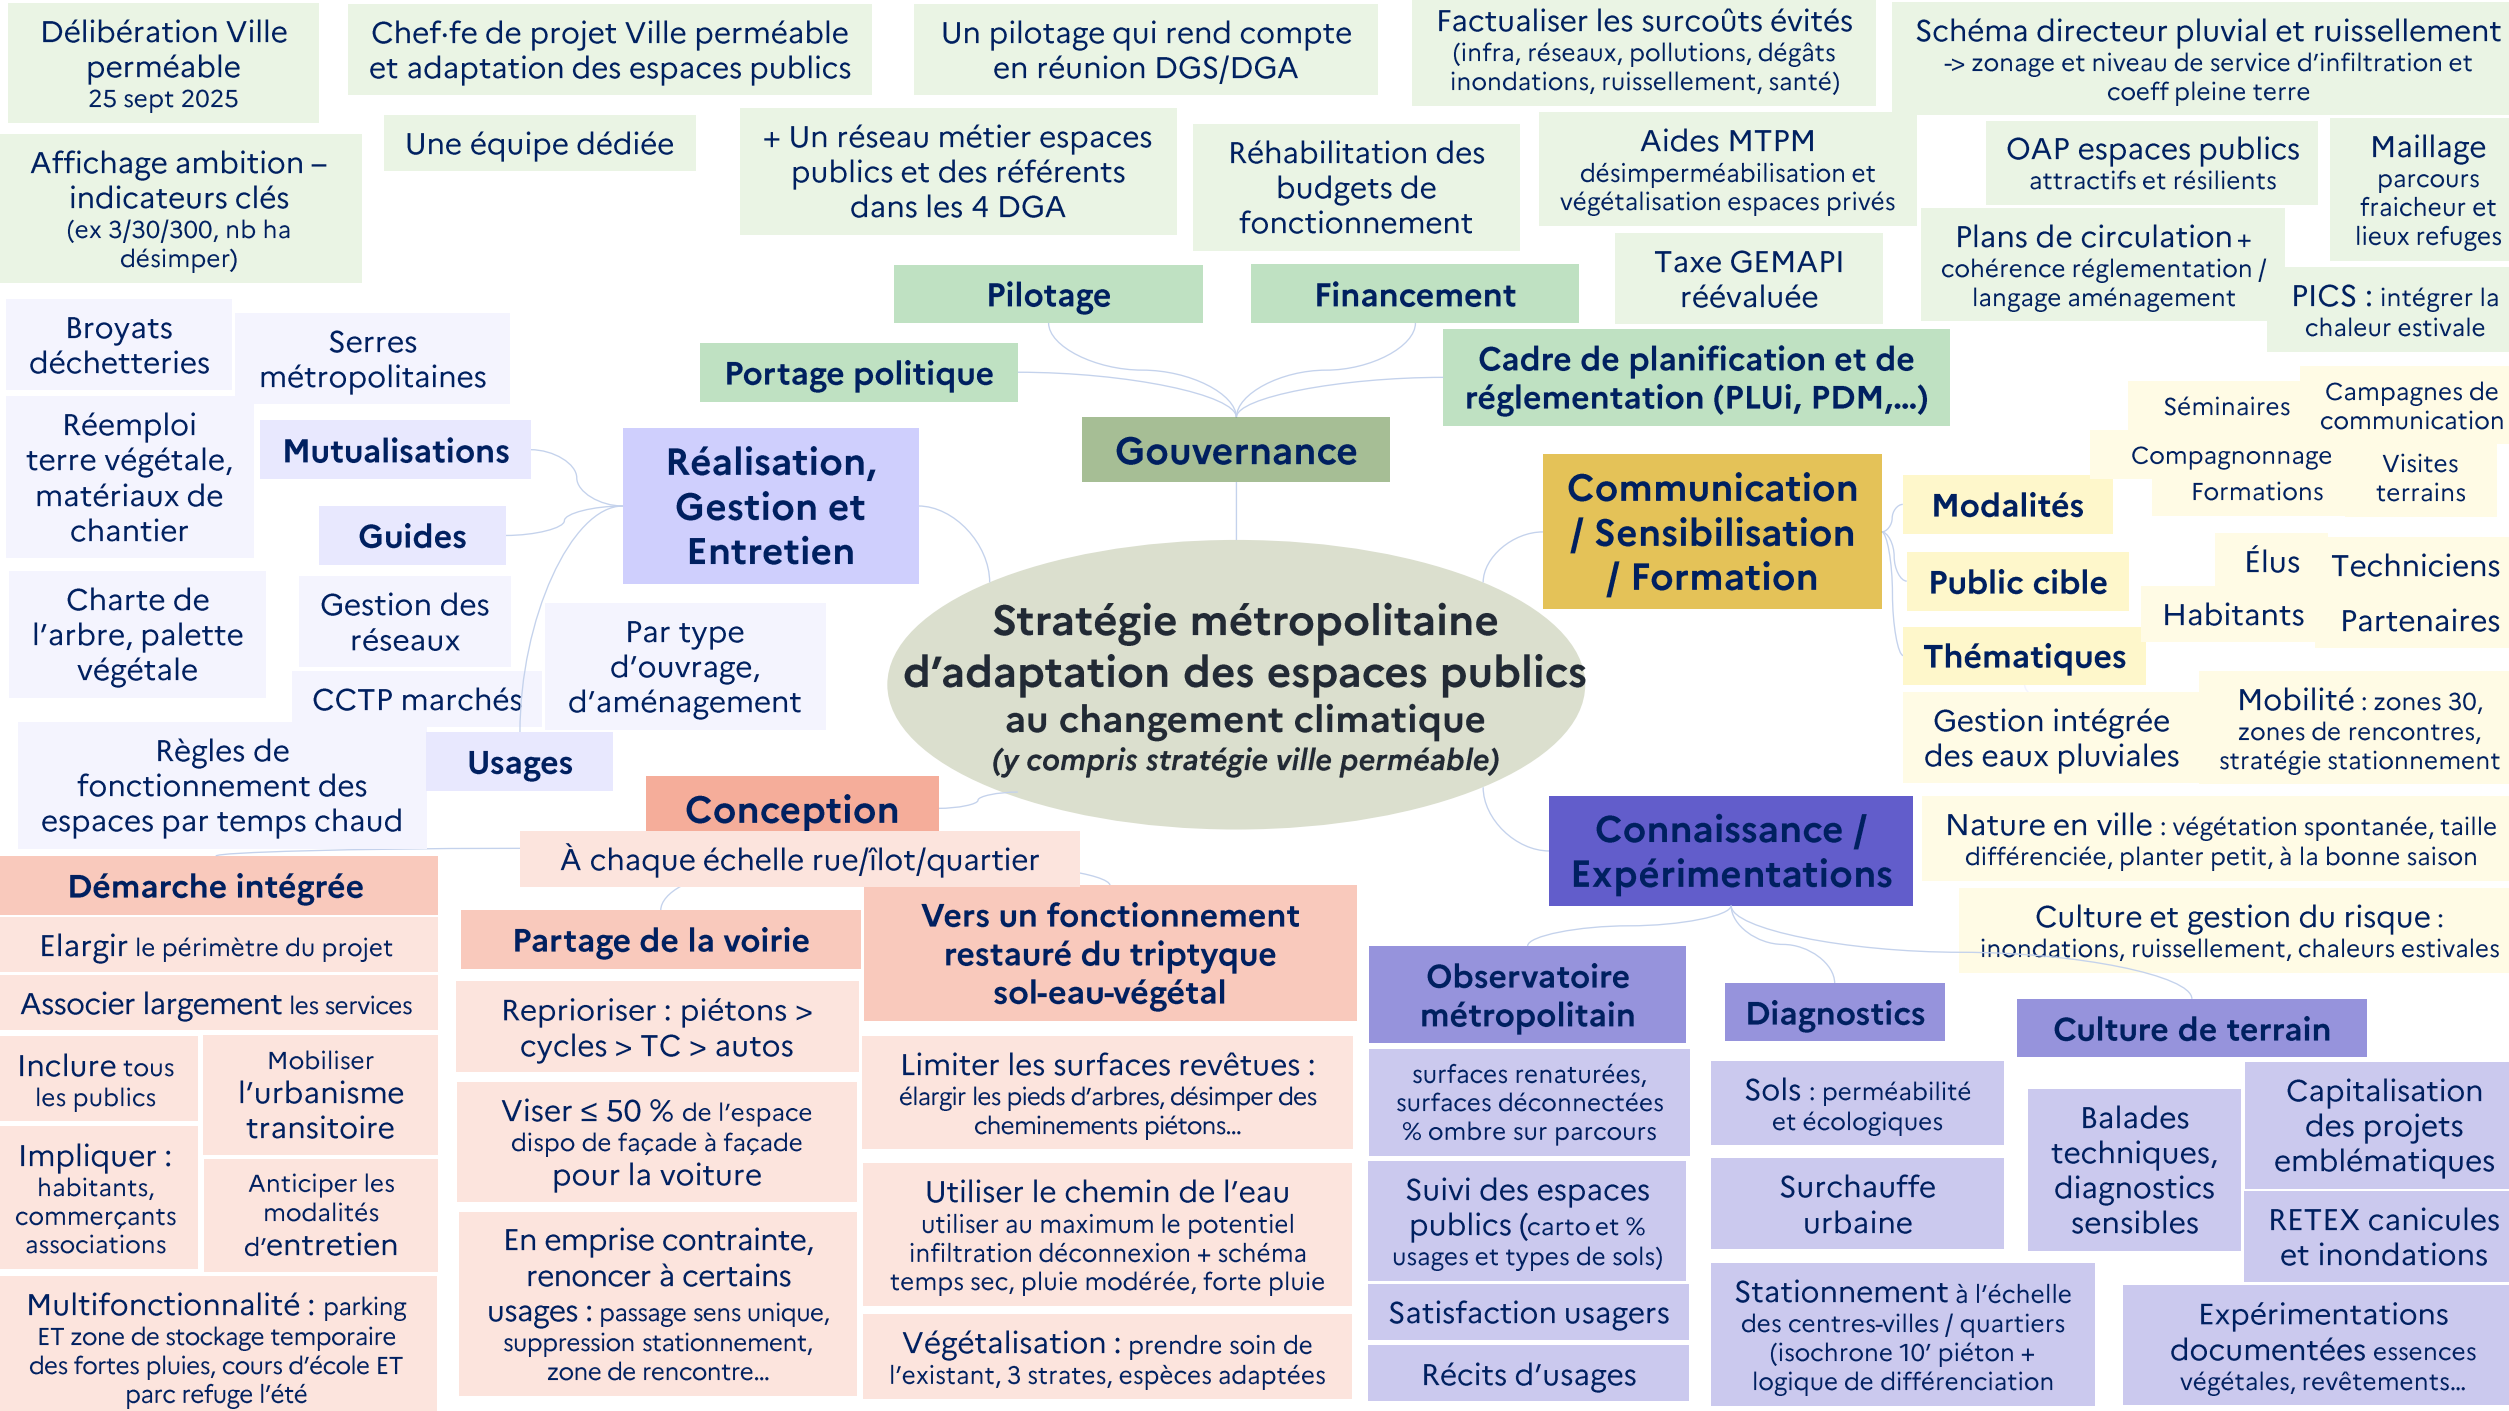 Délibération Ville
perméable
25 sept 2025
Chef·fe de projet Ville perméable
et adaptation des espaces publics
Un pilotage qui rend compte
en réunion DGS/DGA
Factualiser les surcoûts évités
(infra, réseaux, pollutions, dégâts
inondations, ruissellement, santé)
Schéma directeur pluvial et ruissellement
-> zonage et niveau de service d’infiltration et
coeff pleine terre
Affichage ambition –
indicateurs clés
(ex 3/30/300, nb ha
désimper)
Une équipe dédiée
+ Un réseau métier espaces
publics et des référents
dans les 4 DGA
Réhabilitation des
budgets de
fonctionnement
Aides MTPM
désimperméabilisation et
végétalisation espaces privés
OAP espaces publics
attractifs et résilients
Maillage
parcours
fraicheur et
lieux refuges
Taxe GEMAPI
réévaluée
Plans de circulation +
cohérence réglementation /
langage aménagement
PICS : intégrer la
chaleur estivale
Pilotage
Financement
Portage politique
Cadre de planification et de
réglementation (PLUi, PDM,...)
Gouvernance
Broyats
déchetteries
Serres
métropolitaines
Réemploi
terre végétale,
matériaux de
chantier
Mutualisations
Guides
Réalisation,
Gestion et
Entretien
Charte de
l’arbre, palette
végétale
Gestion des
réseaux
Par type
d’ouvrage,
d’aménagement
CCTP marchés
Règles de
fonctionnement des
espaces par temps chaud
Usages
Stratégie métropolitaine
d’adaptation des espaces publics
au changement climatique
(y compris stratégie ville perméable)
Communication
/ Sensibilisation
/ Formation
Modalités
Séminaires
Campagnes de
communication
Compagnonnage
Formations
Visites
terrains
Public cible
Élus
Techniciens
Habitants
Partenaires
Thématiques
Gestion intégrée
des eaux pluviales
Mobilité : zones 30,
zones de rencontres,
stratégie stationnement
Nature en ville : végétation spontanée, taille
différenciée, planter petit, à la bonne saison
Culture et gestion du risque :
inondations, ruissellement, chaleurs estivales
Conception
À chaque échelle rue/îlot/quartier
Démarche intégrée
Elargir le périmètre du projet
Associer largement les services
Inclure tous
les publics
Mobiliser
l’urbanisme
transitoire
Impliquer :
habitants,
commerçants
associations
Anticiper les
modalités
d’entretien
Multifonctionnalité : parking
ET zone de stockage temporaire
des fortes pluies, cours d’école ET
parc refuge l’été
Partage de la voirie
Reprioriser : piétons >
cycles > TC > autos
Viser ≤ 50 % de l’espace
dispo de façade à façade
pour la voiture
En emprise contrainte,
renoncer à certains
usages : passage sens unique,
suppression stationnement,
zone de rencontre...
Vers un fonctionnement
restauré du triptyque
sol-eau-végétal
Limiter les surfaces revêtues :
élargir les pieds d’arbres, désimper des
cheminements piétons...
Utiliser le chemin de l’eau
utiliser au maximum le potentiel
infiltration déconnexion + schéma
temps sec, pluie modérée, forte pluie
Végétalisation : prendre soin de
l’existant, 3 strates, espèces adaptées
Connaissance /
Expérimentations
Observatoire
métropolitain
surfaces renaturées,
surfaces déconnectées
% ombre sur parcours
Suivi des espaces
publics (carto et %
usages et types de sols)
Satisfaction usagers
Récits d’usages
Diagnostics
Sols : perméabilité
et écologiques
Surchauffe
urbaine
Stationnement à l’échelle
des centres-villes / quartiers
(isochrone 10’ piéton +
logique de différenciation
Culture de terrain
Balades
techniques,
diagnostics
sensibles
Capitalisation
des projets
emblématiques
RETEX canicules
et inondations
Expérimentations
documentées essences
végétales, revêtements...